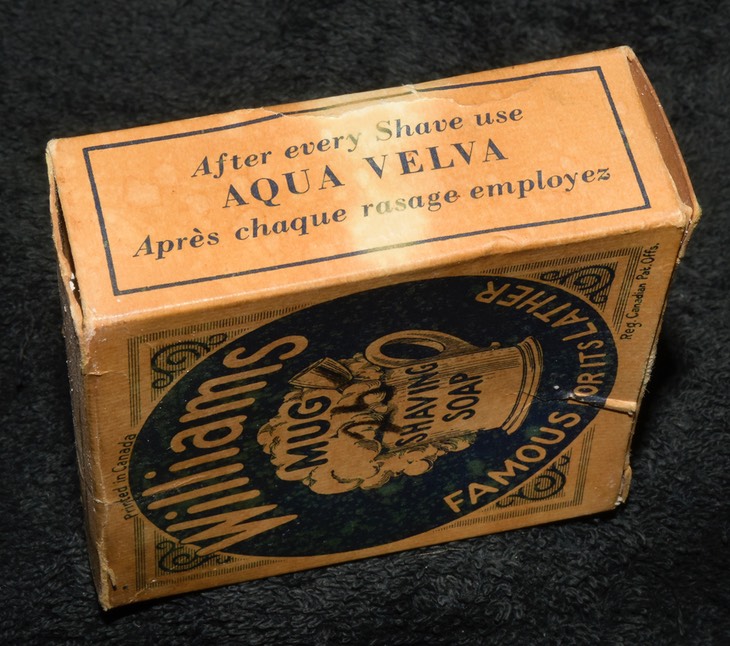 After every Shave use
AQUA VELVA
Après chaque rasage employez
Reg. Canadian Pat. Offs.
Printed in Canada
Williams
MUG
SHAVING
SOAP
FAMOUS FOR ITS LATHER